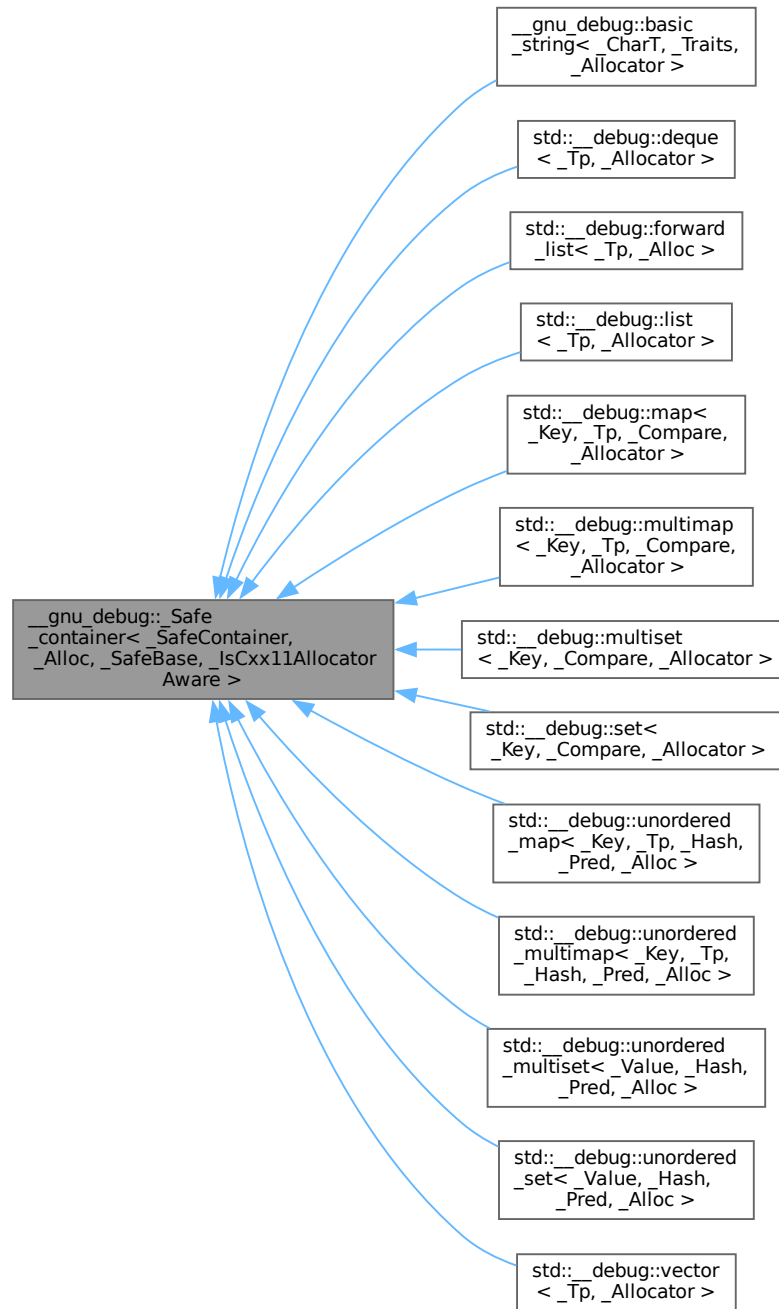 __gnu_debug::basic
_string< _CharT, _Traits,
_Allocator >
std::__debug::deque
< _Tp, _Allocator >
std::__debug::forward
_list< _Tp, _Alloc >
std::__debug::list
< _Tp, _Allocator >
std::__debug::map<
_Key, _Tp, _Compare,
_Allocator >
std::__debug::multimap
< _Key, _Tp, _Compare,
_Allocator >
__gnu_debug::_Safe
_container< _SafeContainer,
_Alloc, _SafeBase, _IsCxx11Allocator
Aware >
std::__debug::multiset
< _Key, _Compare, _Allocator >
std::__debug::set<
_Key, _Compare, _Allocator >
std::__debug::unordered
_map< _Key, _Tp, _Hash,
_Pred, _Alloc >
std::__debug::unordered
_multimap< _Key, _Tp,
_Hash, _Pred, _Alloc >
std::__debug::unordered
_multiset< _Value, _Hash,
_Pred, _Alloc >
std::__debug::unordered
_set< _Value, _Hash,
_Pred, _Alloc >
std::__debug::vector
< _Tp, _Allocator >